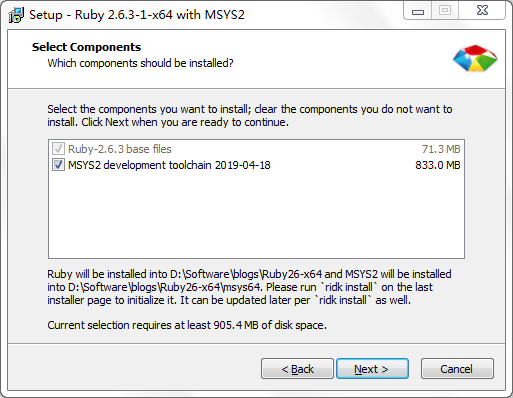 Setup - Ruby 2.6.3-1-x64 with MSYS2
Select Components
Which components should be installed?
Select the components you want to install; clear the components you do not want to
install. Click Next when you are ready to continue.
Ruby-2.6.3 base files 71.3 MB
MSYS2 development toolchain 2019-04-18 833.0 MB
Ruby will be installed into D:\Software\blogs\Ruby26-x64 and MSYS2 will be installed
into D:\Software\blogs\Ruby26-x64\msys64. Please run `ridk install` on the last
installer page to initialize it. It can be updated later per `ridk install` as well.
Current selection requires at least 905.4 MB of disk space.
< Back Next > Cancel